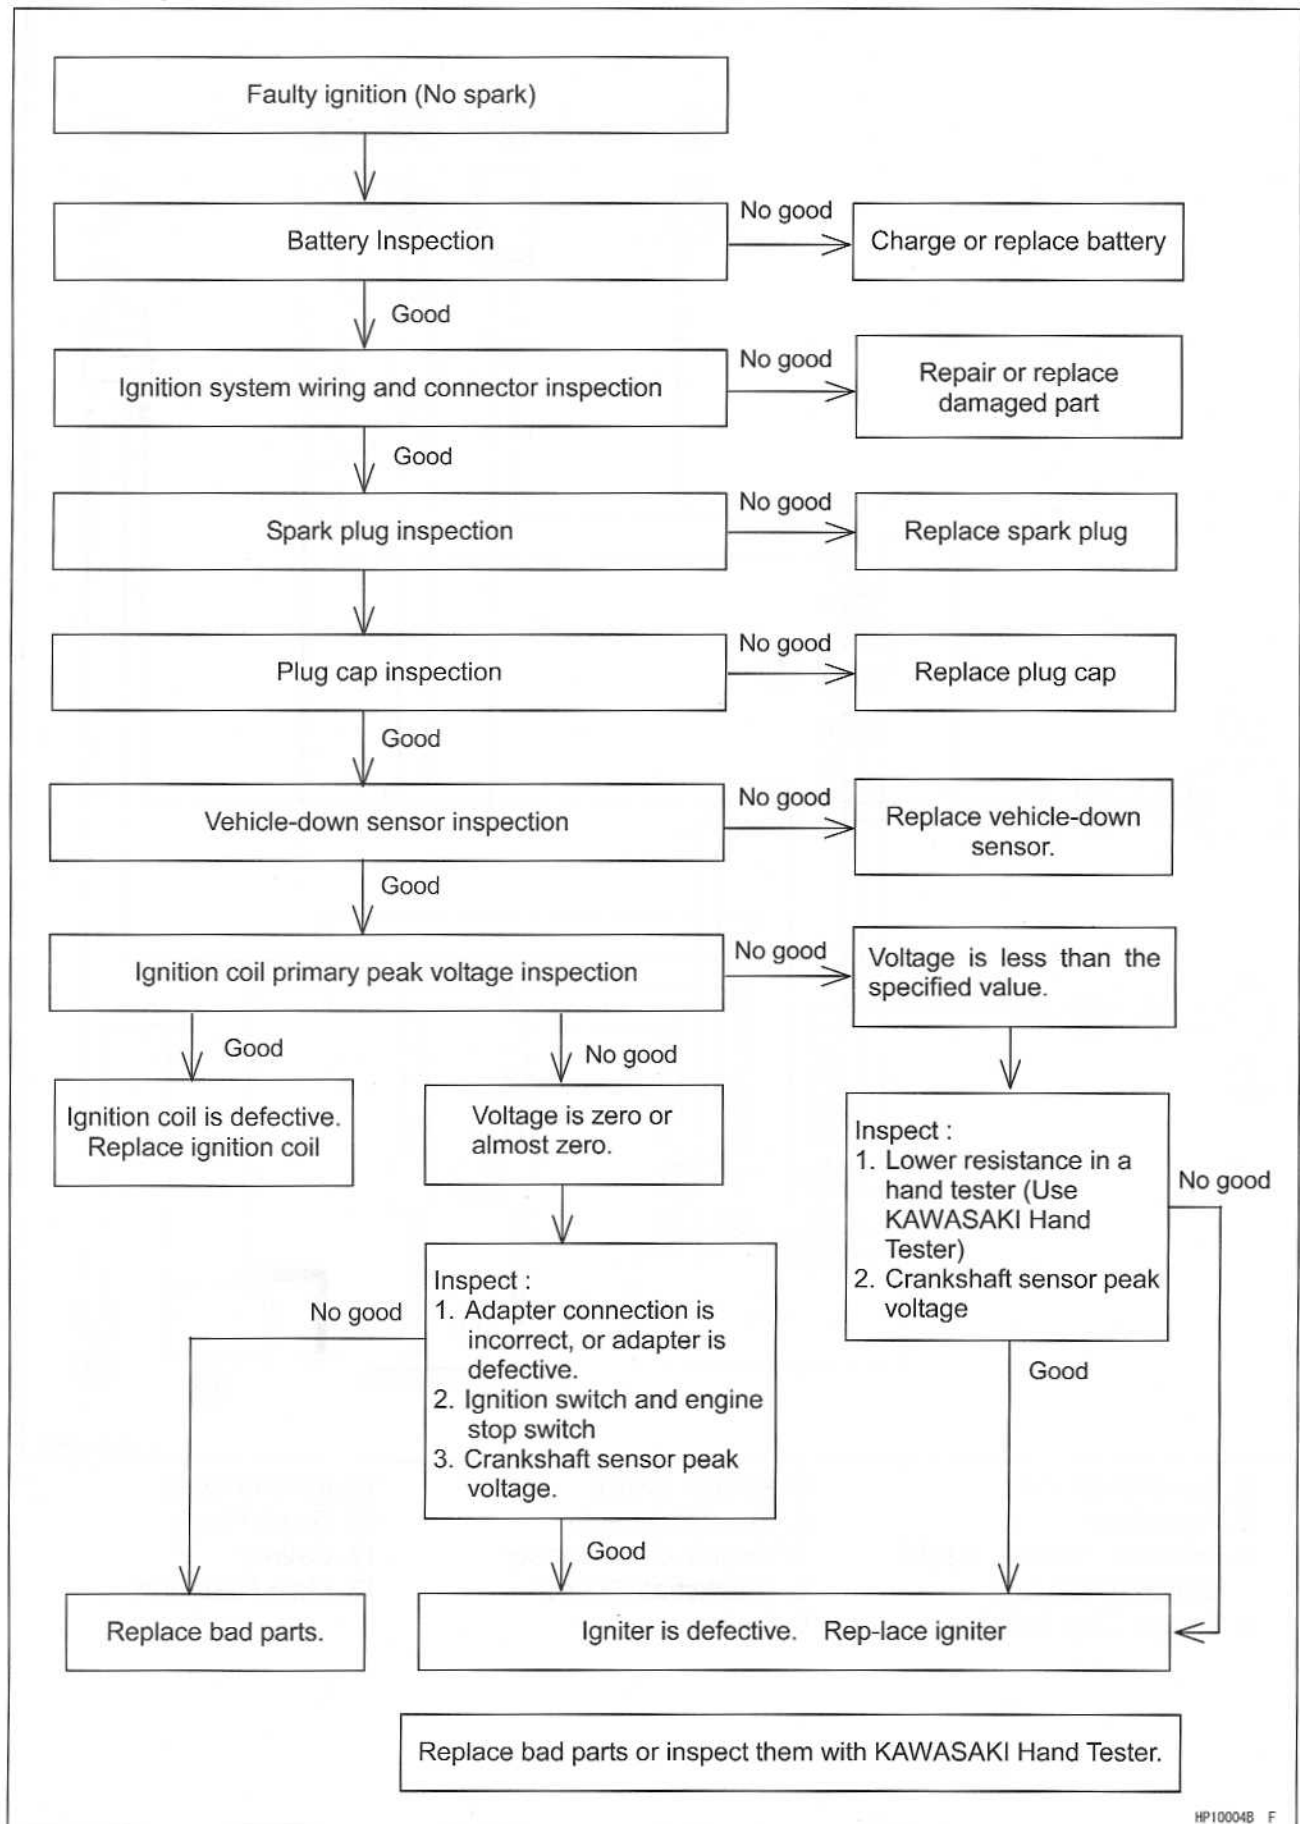 Faulty ignition (No spark)
No good
Battery Inspection
Charge or replace battery
Good
No good
Ignition system wiring and connector inspection
Repair or replace
damaged part
Good
No good
Spark plug inspection
Replace spark plug
No good
Plug cap inspection
Replace plug cap
Good
No good
Vehicle-down sensor inspection
Replace vehicle-down
sensor.
Good
No good
Ignition coil primary peak voltage inspection
Voltage is less than the
specified value.
Good
No good
Ignition coil is defective.
Replace ignition coil
Voltage is zero or
almost zero.
Inspect :
1. Lower resistance in a
hand tester (Use
KAWASAKI Hand
Tester)
2. Crankshaft sensor peak
voltage
No good
No good
Inspect :
1. Adapter connection is
incorrect, or adapter is
defective.
2. Ignition switch and engine
stop switch
3. Crankshaft sensor peak
voltage.
Good
Good
Replace bad parts.
Igniter is defective. Rep-lace igniter
Replace bad parts or inspect them with KAWASAKI Hand Tester.
HP10004B F